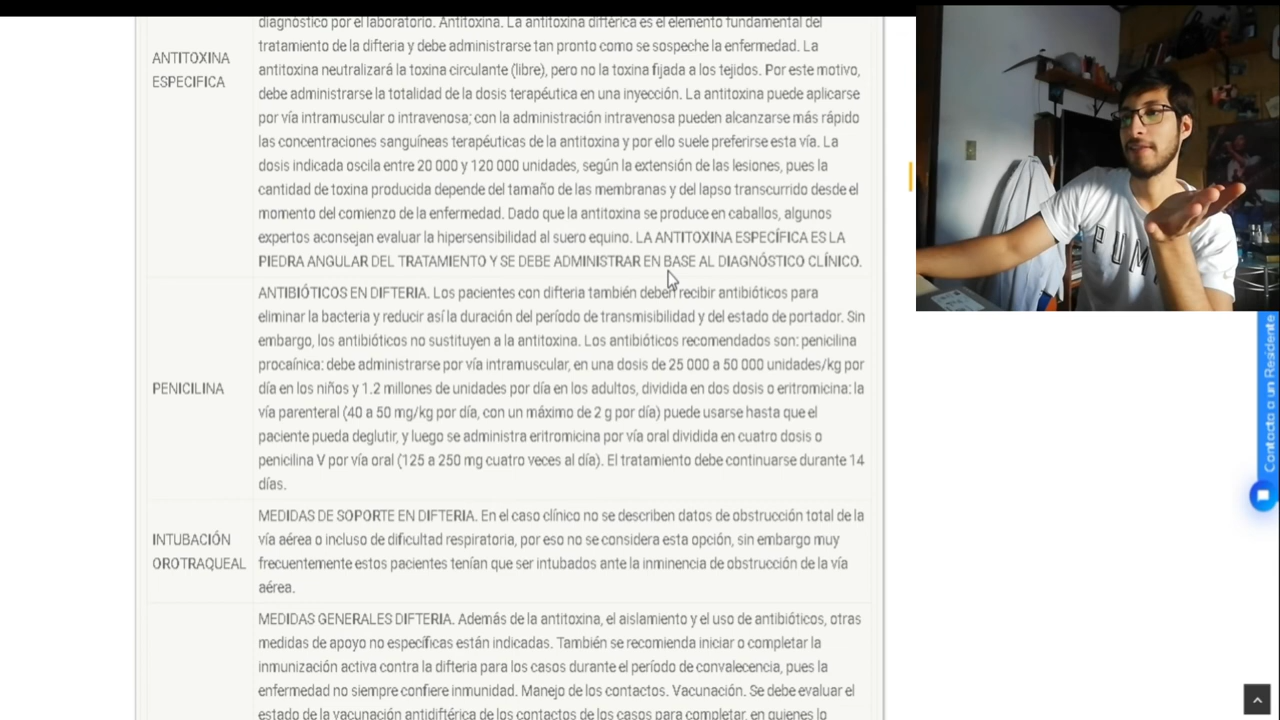 diagnóstico por el laboratorio. Antitoxina. La antitoxina diftérica es el elemento fundamental del
ANTITOXINA
ESPECIFICA
tratamiento de la difteria y debe administrarse tan pronto como se sospeche la enfermedad. La
antitoxina neutralizará la toxina circulante (libre), pero no la toxina fijada a los tejidos. Por este motivo,
debe administrarse la totalidad de la dosis terapéutica en una inyección. La antitoxina puede aplicarse
por vía intramuscular o intravenosa; con la administración intravenosa pueden alcanzarse más rápido
las concentraciones sanguíneas terapéuticas de la antitoxina y por ello suele preferirse esta vía. La
dosis indicada oscila entre 20 000 y 120 000 unidades, según la extensión de las lesiones, pues la
cantidad de toxina producida depende del tamaño de las membranas y del lapso transcurrido desde el
momento del comienzo de la enfermedad. Dado que la antitoxina se produce en caballos, algunos
expertos aconsejan evaluar la hipersensibilidad al suero equino. LA ANTITOXINA ESPECÍFICA ES LA
PIEDRA ANGULAR DEL TRATAMIENTO Y SE DEBE ADMINISTRAR EN BASE AL DIAGNÓSTICO CLÍNICO.
PENICILINA
ANTIBIÓTICOS EN DIFTERIA. Los pacientes con difteria también deben recibir antibióticos para
eliminar la bacteria y reducir así la duración del período de transmisibilidad y del estado de portador. Sin
embargo, los antibióticos no sustituyen a la antitoxina. Los antibióticos recomendados son: penicilina
procaínica: debe administrarse por vía intramuscular, en una dosis de 25 000 a 50 000 unidades/kg por
día en los niños y 1.2 millones de unidades por día en los adultos, dividida en dos dosis o eritromicina: la
vía parenteral (40 a 50 mg/kg por día, con un máximo de 2 g por día) puede usarse hasta que el
paciente pueda deglutir, y luego se administra eritromicina por vía oral dividida en cuatro dosis o
penicilina V por vía oral (125 a 250 mg cuatro veces al día). El tratamiento debe continuarse durante 14
días.
INTUBACIÓN
OROTRAQUEAL
MEDIDAS DE SOPORTE EN DIFTERIA. En el caso clínico no se describen datos de obstrucción total de la
vía aérea o incluso de dificultad respiratoria, por eso no se considera esta opción, sin embargo muy
frecuentemente estos pacientes tenían que ser intubados ante la inminencia de obstrucción de la vía
aérea.
MEDIDAS GENERALES DIFTERIA. Además de la antitoxina, el aislamiento y el uso de antibióticos, otras
medidas de apoyo no específicas están indicadas. También se recomienda iniciar o completar la
inmunización activa contra la difteria para los casos durante el período de convalecencia, pues la
enfermedad no siempre confiere inmunidad. Manejo de los contactos. Vacunación. Se debe evaluar el
estado de la vacunación antidiftérica de los contactos de los casos para completar, en quienes lo
Contacto a un Residente
PUM